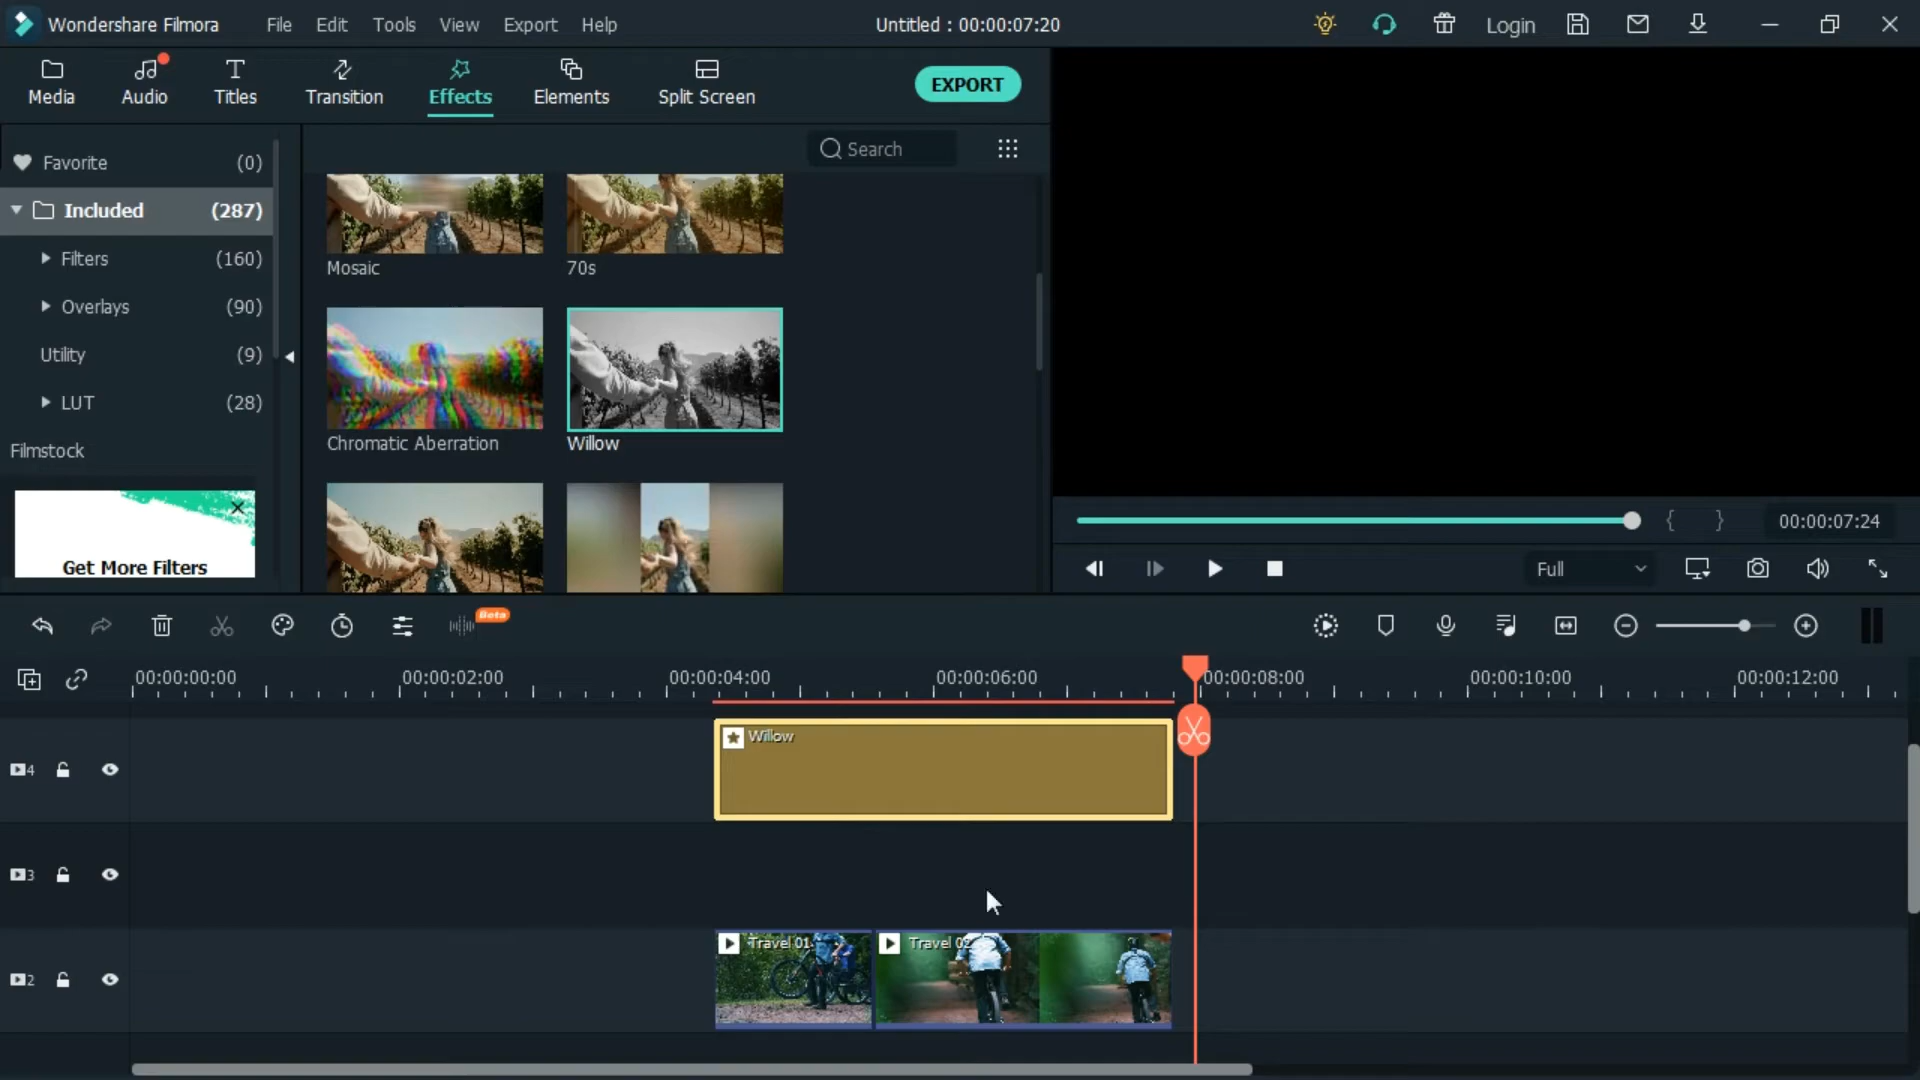 Wondershare Filmora File Edit Tools View Export Help Untitled : 00:00:07:20 Login
Media Audio Titles Transition Effects Elements Split Screen EXPORT
Favorite (0)
Search
Included (287)
Filters (160)
Overlays (90)
Utility (9)
LUT (28)
Filmstock
Get More Filters
Mosaic 70s
Chromatic Aberration Willow
{ } 00:00:07:24
Full
Beta
00:00:00:00 00:00:02:00 00:00:04:00 00:00:06:00 00:00:08:00 00:00:10:00 00:00:12:00
4 Willow
3
2 Travel 01 Travel 02